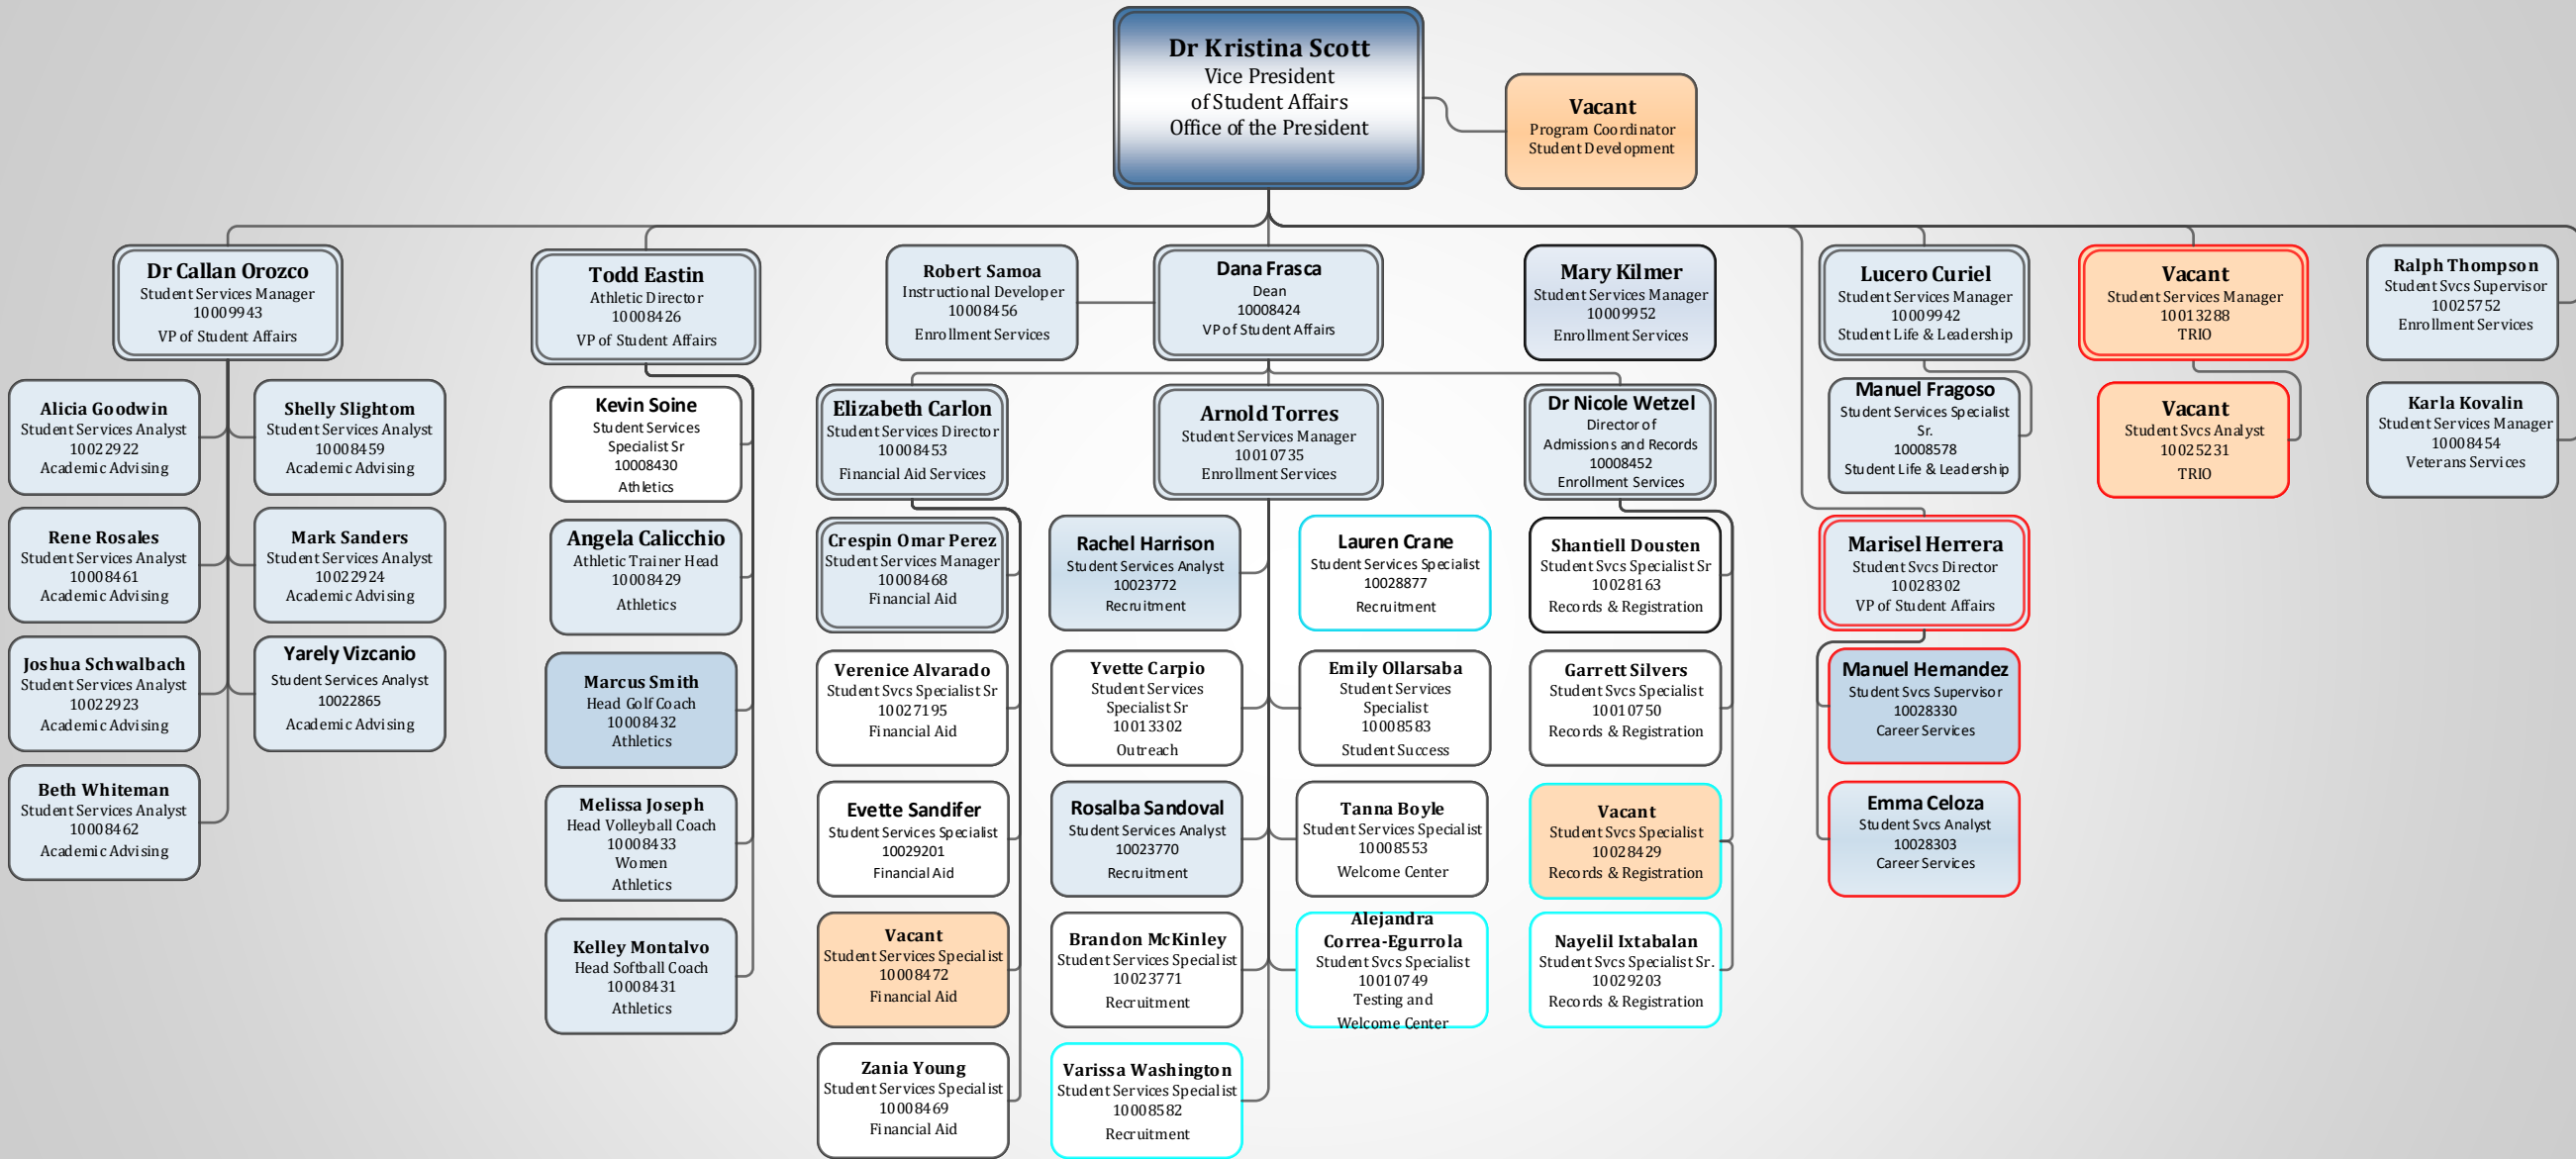 Dr Kristina Scott
Vice President
of Student Affairs
Office of the President
Vacant
Program Coordinator
Student Development
Dr Callan Orozco
Student Services Manager
10009943
VP of Student Affairs
Todd Eastin
Athletic Director
10008426
VP of Student Affairs
Robert Samoa
Instructional Developer
10008456
Enrollment Services
Dana Frasca
Dean
10008424
VP of Student Affairs
Mary Kilmer
Student Services Manager
10009952
Enrollment Services
Lucero Curiel
Student Services Manager
10009942
Student Life & Leadership
Vacant
Student Services Manager
10013288
TRIO
Ralph Thompson
Student Svcs Supervisor
10025752
Enrollment Services
Alicia Goodwin
Student Services Analyst
10022922
Academic Advising
Shelly Slightom
Student Services Analyst
10008459
Academic Advising
Rene Rosales
Student Services Analyst
10008461
Academic Advising
Mark Sanders
Student Services Analyst
10022924
Academic Advising
Joshua Schwalbach
Student Services Analyst
10022923
Academic Advising
Yarely Vizcanio
Student Services Analyst
10022865
Academic Advising
Beth Whiteman
Student Services Analyst
10008462
Academic Advising
Kevin Soine
Student Services
Specialist Sr
10008430
Athletics
Angela Calicchio
Athletic Trainer Head
10008429
Athletics
Marcus Smith
Head Golf Coach
10008432
Athletics
Melissa Joseph
Head Volleyball Coach
10008433
Women
Athletics
Kelley Montalvo
Head Softball Coach
10008431
Athletics
Elizabeth Carlon
Student Services Director
10008453
Financial Aid Services
Crespin Omar Perez
Student Services Manager
10008468
Financial Aid
Verenice Alvarado
Student Svcs Specialist Sr
10027195
Financial Aid
Evette Sandifer
Student Services Specialist
10029201
Financial Aid
Vacant
Student Services Specialist
10008472
Financial Aid
Zania Young
Student Services Specialist
10008469
Financial Aid
Arnold Torres
Student Services Manager
10010735
Enrollment Services
Rachel Harrison
Student Services Analyst
10023772
Recruitment
Lauren Crane
Student Services Specialist
10028877
Recruitment
Yvette Carpio
Student Services
Specialist Sr
10013302
Outreach
Emily Ollarsaba
Student Services
Specialist
10008583
Student Success
Rosalba Sandoval
Student Services Analyst
10023770
Recruitment
Tanna Boyle
Student Services Specialist
10008553
Welcome Center
Brandon McKinley
Student Services Specialist
10023771
Recruitment
Alejandra
Correa-Egurrola
Student Svcs Specialist
10010749
Testing and
Welcome Center
Varissa Washington
Student Services Specialist
10008582
Recruitment
Dr Nicole Wetzel
Director of
Admissions and Records
10008452
Enrollment Services
Shantiell Dousten
Student Svcs Specialist Sr
10028163
Records & Registration
Garrett Silvers
Student Svcs Specialist
10010750
Records & Registration
Vacant
Student Svcs Specialist
10028429
Records & Registration
Nayelil Ixtabalan
Student Svcs Specialist Sr.
10029203
Records & Registration
Manuel Fragoso
Student Services Specialist
Sr.
10008578
Student Life & Leadership
Marisel Herrera
Student Svcs Director
10028302
VP of Student Affairs
Manuel Hernandez
Student Svcs Supervisor
10028330
Career Services
Emma Celoza
Student Svcs Analyst
10028303
Career Services
Vacant
Student Svcs Analyst
10025231
TRIO
Karla Kovalin
Student Services Manager
10008454
Veterans Services